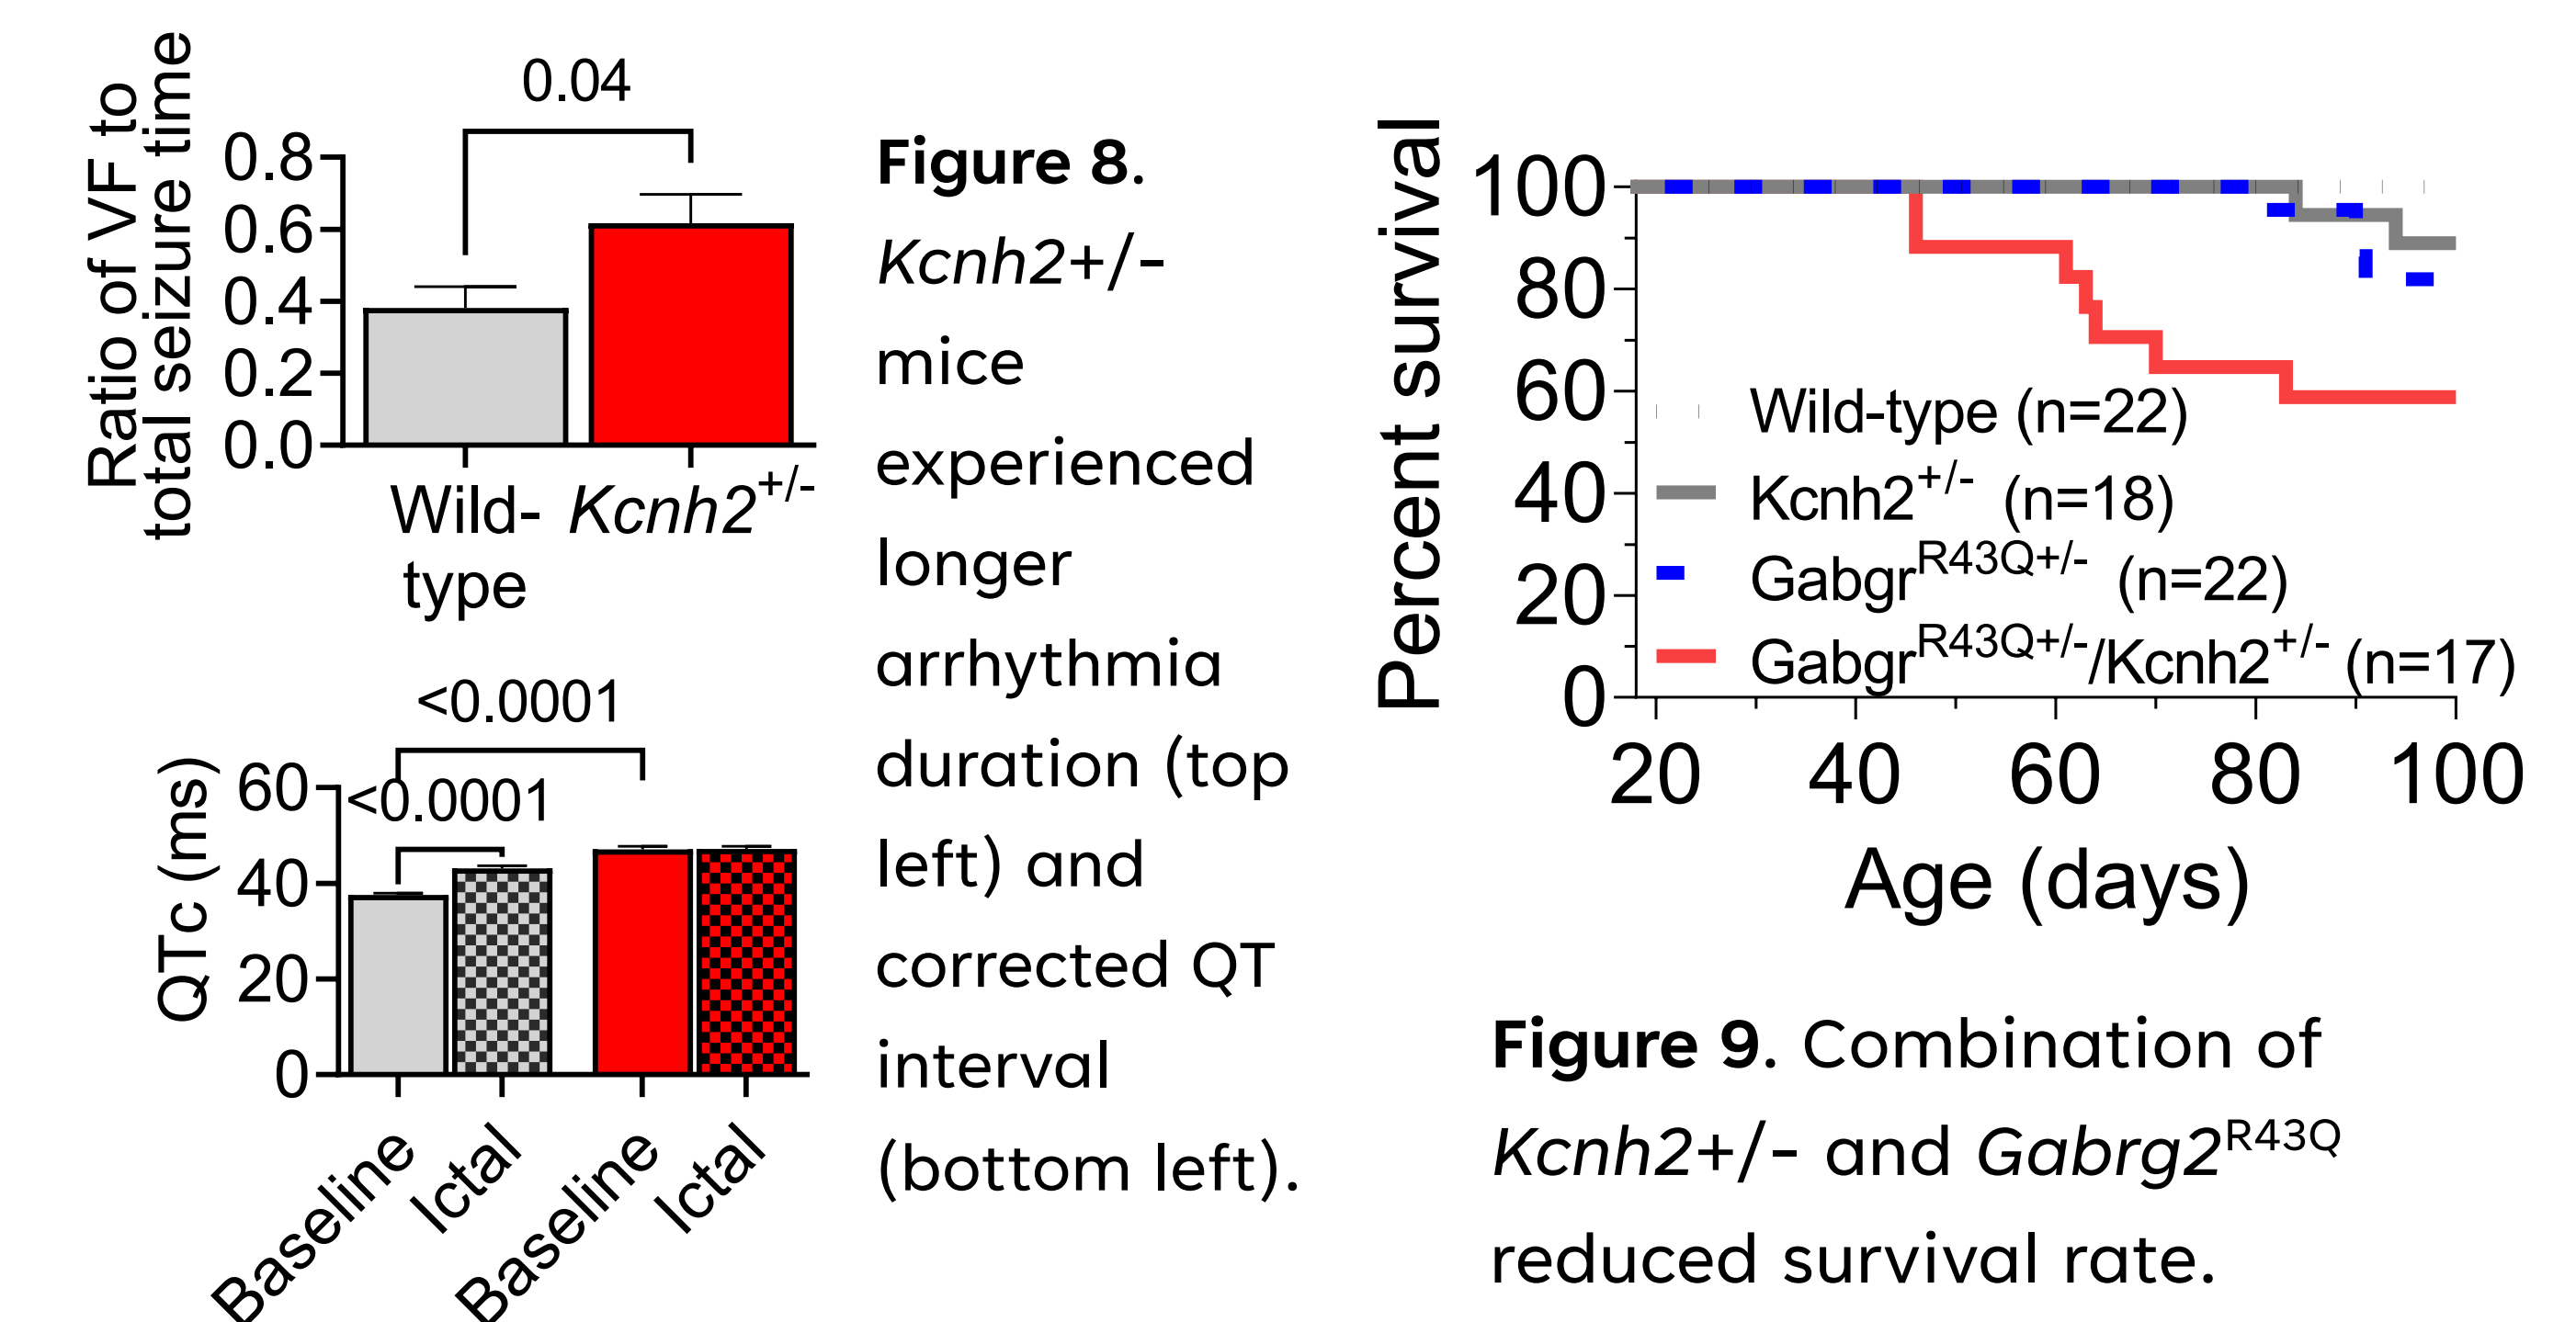 Ratio of VF to
total seizure time
0.04
0.8
0.6
0.4
0.2
0.0
Wild-
type
Kcnh2+/-
<0.0001
<0.0001
QTc (ms)
60
40
20
0
Baseline
Ictal
Baseline
Ictal
Figure 8.
Kcnh2+/-
mice
experienced
longer
arrhythmia
duration (top
left) and
corrected QT
interval
(bottom left).
Percent survival
100
80
60
40
20
0
Wild-type (n=22)
Kcnh2+/- (n=18)
GabgrR43Q+/- (n=22)
GabgrR43Q+/-/Kcnh2+/- (n=17)
20 40 60 80 100
Age (days)
Figure 9. Combination of
Kcnh2+/- and Gabrg2R43Q
reduced survival rate.